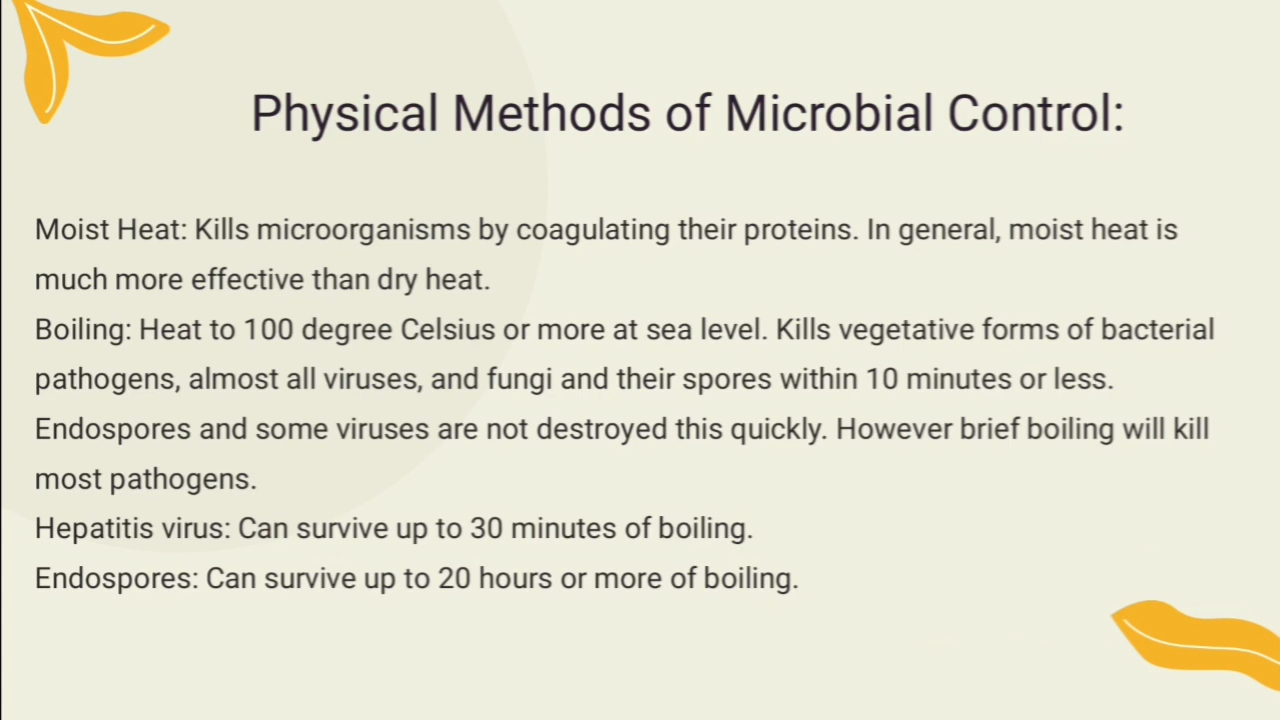 Physical Methods of Microbial Control:
Moist Heat: Kills microorganisms by coagulating their proteins. In general, moist heat is
much more effective than dry heat.
Boiling: Heat to 100 degree Celsius or more at sea level. Kills vegetative forms of bacterial
pathogens, almost all viruses, and fungi and their spores within 10 minutes or less.
Endospores and some viruses are not destroyed this quickly. However brief boiling will kill
most pathogens.
Hepatitis virus: Can survive up to 30 minutes of boiling.
Endospores: Can survive up to 20 hours or more of boiling.